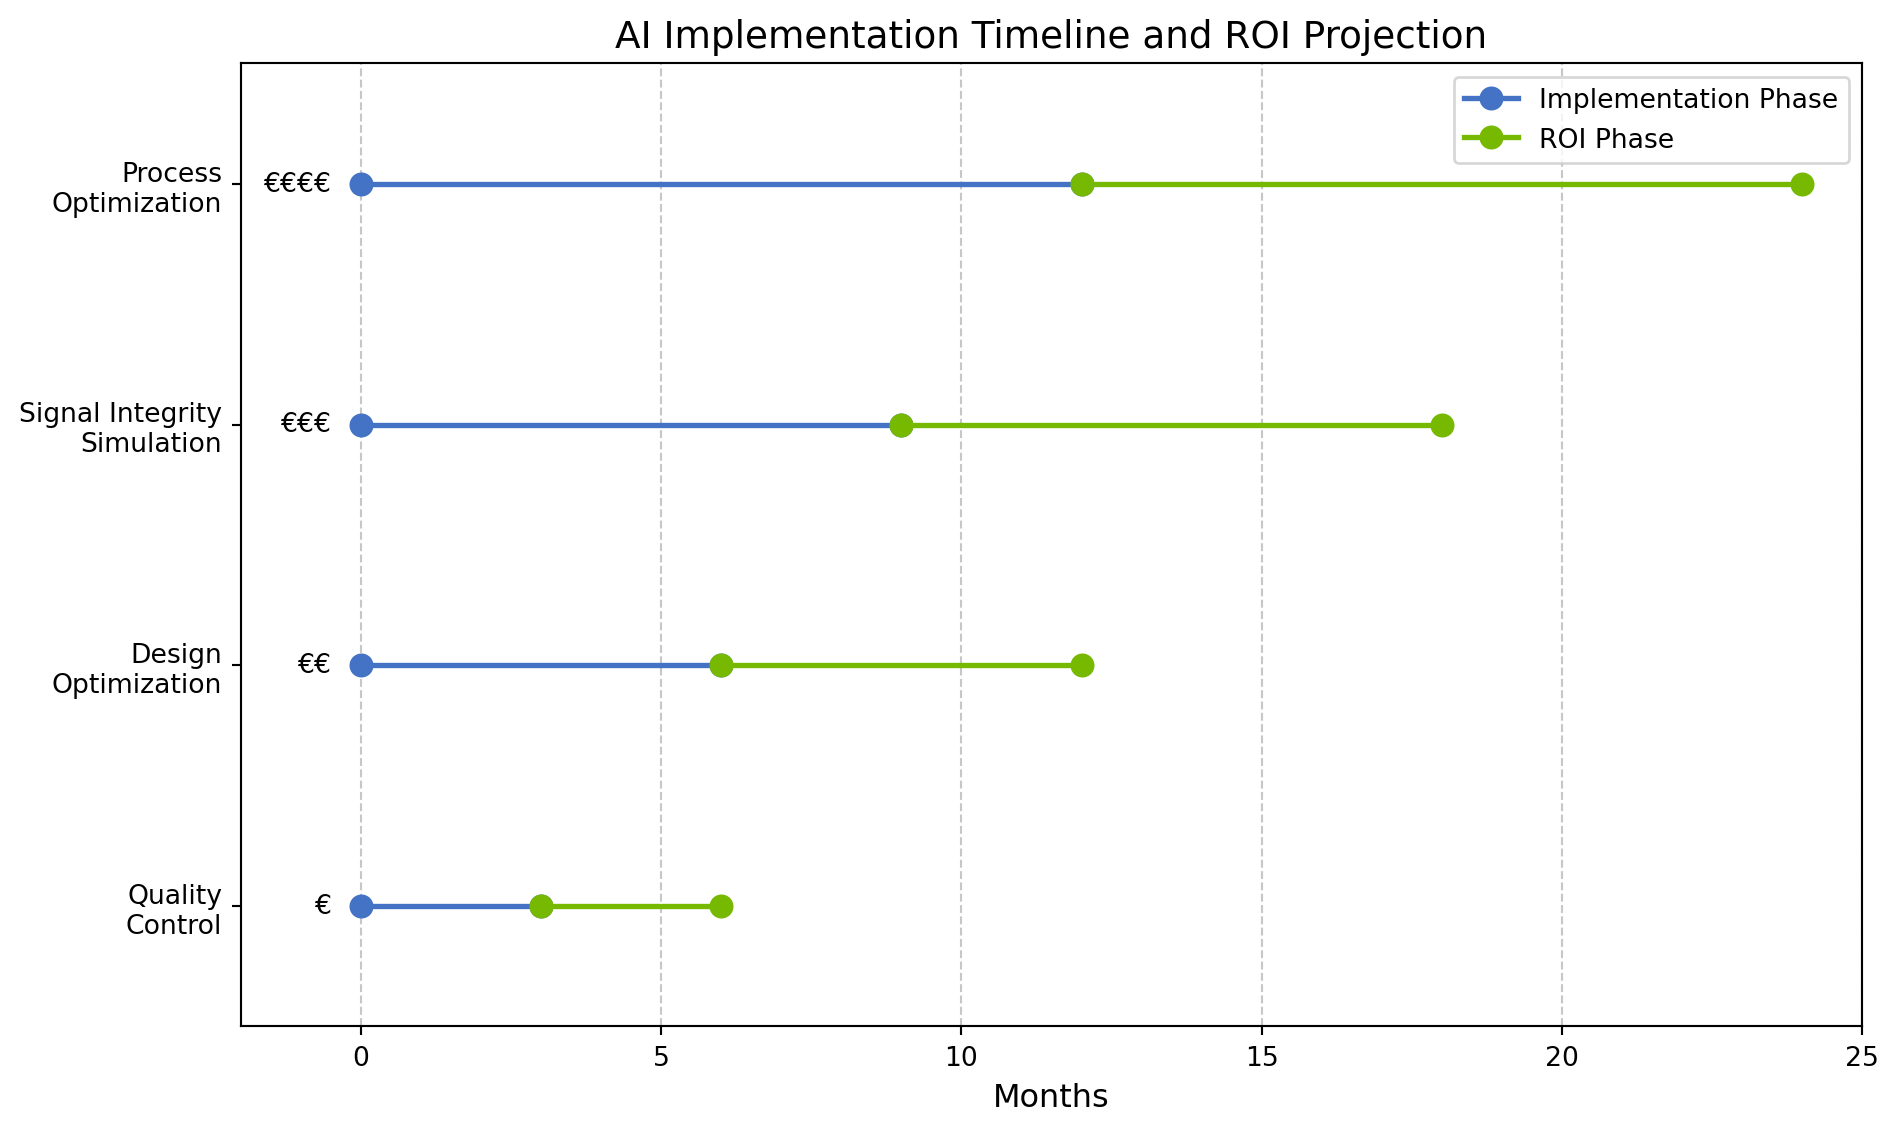 AI Implementation Timeline and ROI Projection
Implementation Phase
ROI Phase
Process
Optimization
€€€€
Signal Integrity
Simulation
€€€
Design
Optimization
€€
Quality
Control
€
0 5 10 15 20 25
Months